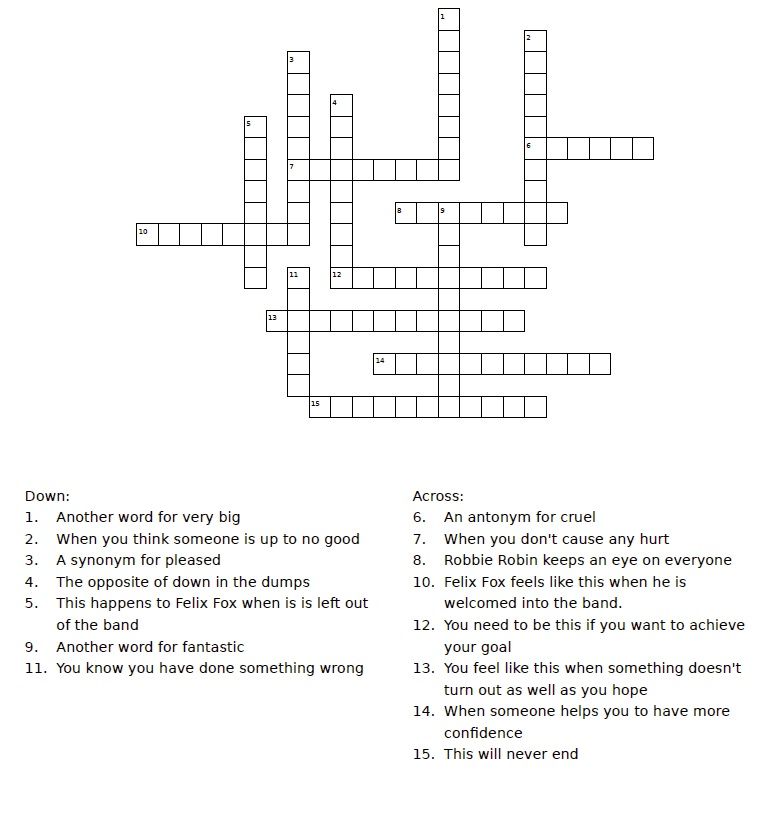 1
2
3
4
5
6
7
8
9
10
11
12
13
14
15
Down:
1. Another word for very big
2. When you think someone is up to no good
3. A synonym for pleased
4. The opposite of down in the dumps
5. This happens to Felix Fox when is is left out
of the band
9. Another word for fantastic
11. You know you have done something wrong
Across:
6. An antonym for cruel
7. When you don't cause any hurt
8. Robbie Robin keeps an eye on everyone
10. Felix Fox feels like this when he is
welcomed into the band.
12. You need to be this if you want to achieve
your goal
13. You feel like this when something doesn't
turn out as well as you hope
14. When someone helps you to have more
confidence
15. This will never end